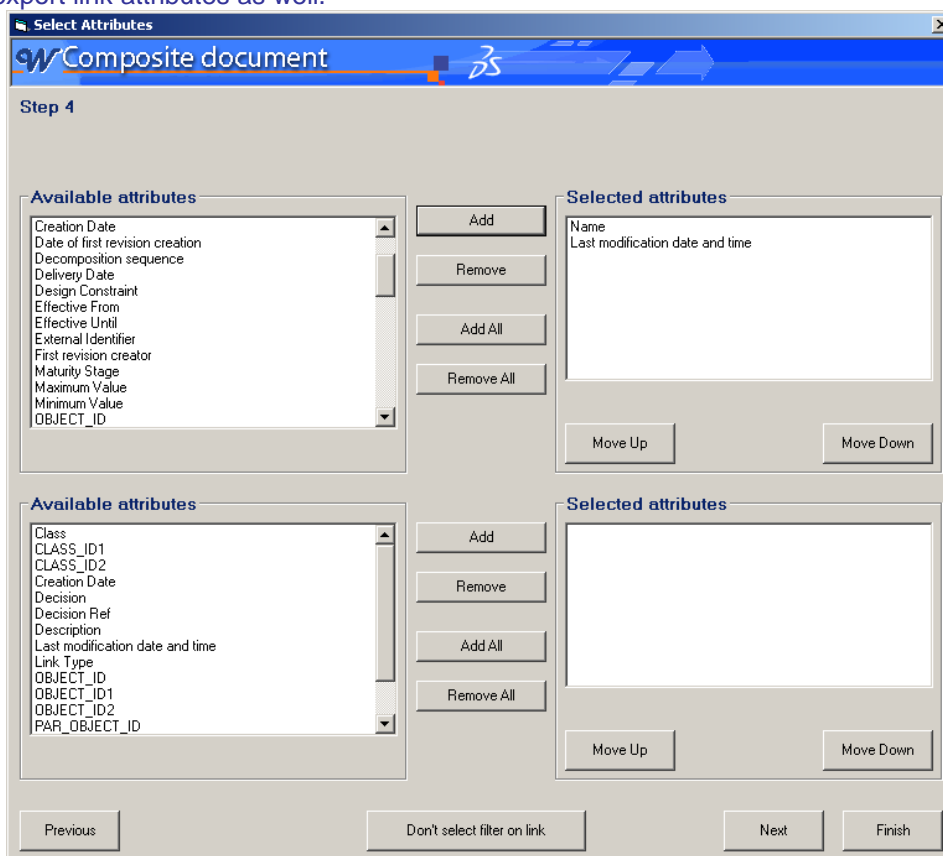 export link attributes as well.
Select Attributes
Composite document
Step 4
Available attributes
Creation Date
Date of first revision creation
Decomposition sequence
Delivery Date
Design Constraint
Effective From
Effective Until
External Identifier
First revision creator
Maturity Stage
Maximum Value
Minimum Value
OBJECT_ID
Add
Remove
Add All
Remove All
Selected attributes
Name
Last modification date and time
Move Up
Move Down
Available attributes
Class
CLASS_ID1
CLASS_ID2
Creation Date
Decision
Decision Ref
Description
Last modification date and time
Link Type
OBJECT_ID
OBJECT_ID1
OBJECT_ID2
PAR_OBJECT_ID
Add
Remove
Add All
Remove All
Selected attributes
Move Up
Move Down
Previous
Don't select filter on link
Next
Finish